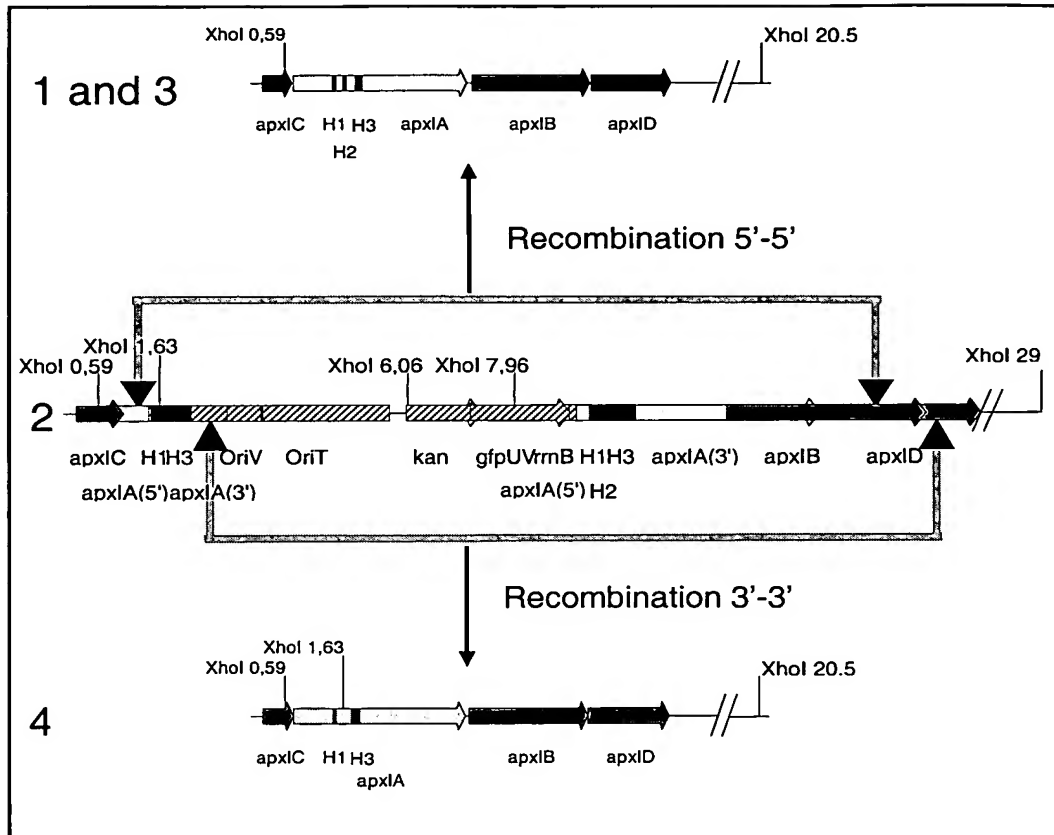 XhoI 0,59
XhoI 20.5
1 and 3
apxIC H1 H3 apxIA apxIB apxID
H2
Recombination 5'-5'
XhoI 1,63
XhoI 0,59
XhoI 6,06
XhoI 7,96
XhoI 29
2
apxIC H1H3 OriV OriT kan gfpUVrrnB H1H3 apxIA(3') apxIB apxID
apxIA(5')apxIA(3') apxIA(5') H2
Recombination 3'-3'
XhoI 1,63
XhoI 0,59
XhoI 20.5
4
apxIC H1 H3 apxIB apxID
apxIA